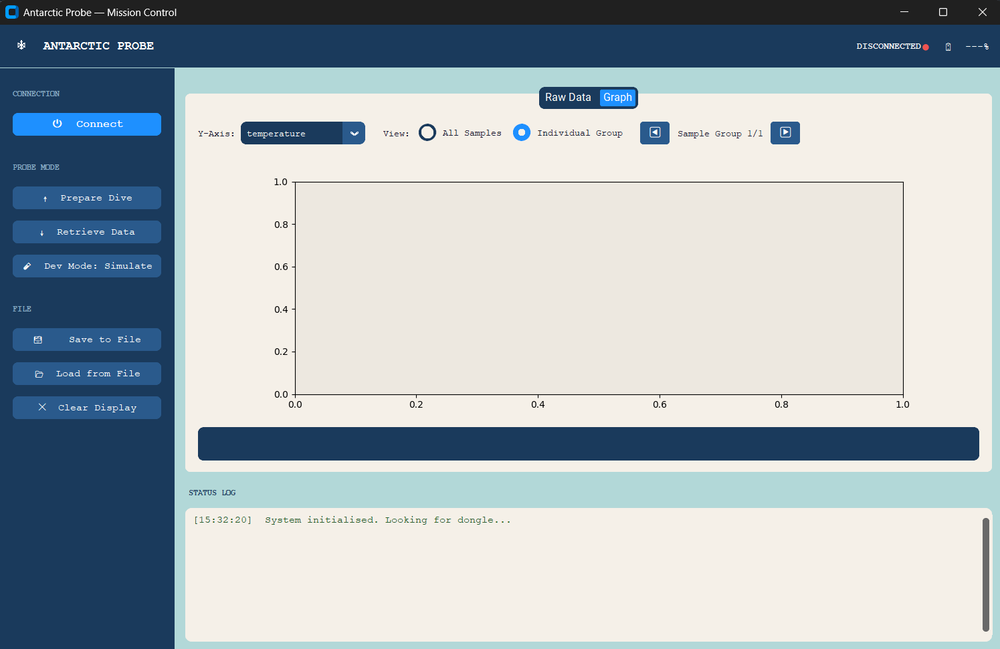 Antarctic Probe — Mission Control
ANTARCTIC PROBE
DISCONNECTED
---%
CONNECTION
Connect
PROBE MODE
↑ Prepare Dive
↓ Retrieve Data
Dev Mode: Simulate
FILE
Save to File
Load from File
Clear Display
Raw Data Graph
Y-Axis: temperature View: All Samples Individual Group Sample Group 1/1
1.0
0.8
0.6
0.4
0.2
0.0
0.0 0.2 0.4 0.6 0.8 1.0
STATUS LOG
[15:32:20] System initialised. Looking for dongle...